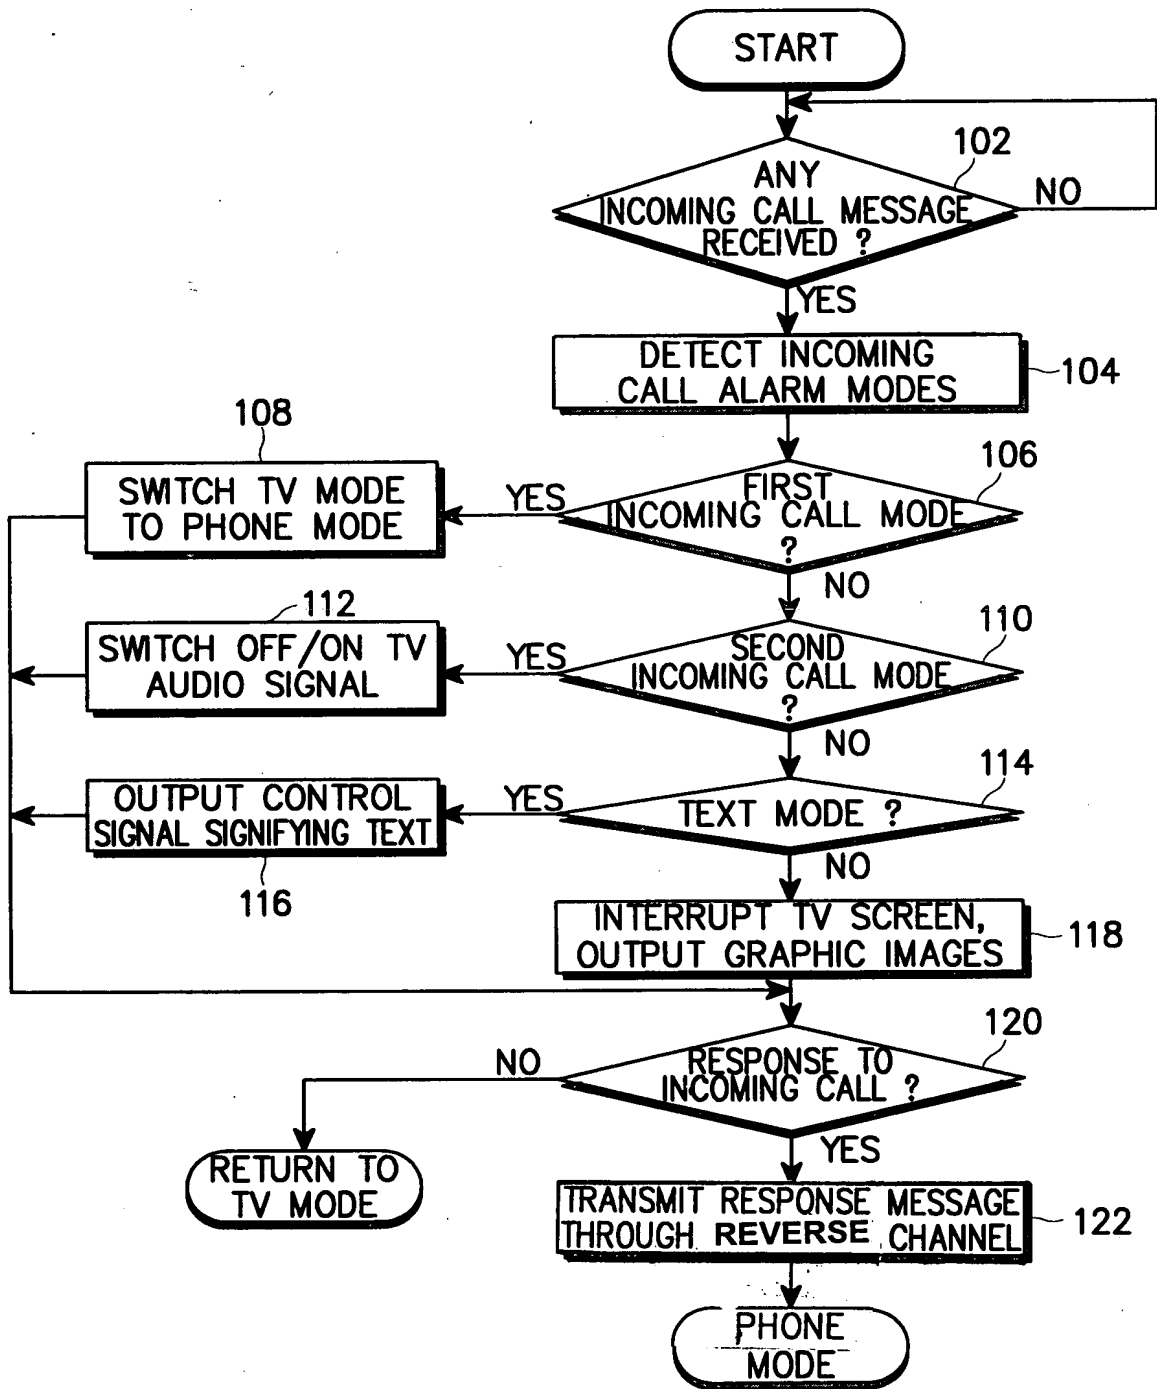 START
102
ANY
INCOMING CALL MESSAGE
RECEIVED ?
NO
YES
DETECT INCOMING
CALL ALARM MODES
104
108
SWITCH TV MODE
TO PHONE MODE
YES
106
FIRST
INCOMING CALL MODE
?
NO
112
SWITCH OFF/ON TV
AUDIO SIGNAL
YES
110
SECOND
INCOMING CALL MODE
?
NO
OUTPUT CONTROL
SIGNAL SIGNIFYING TEXT
116
YES
114
TEXT MODE ?
NO
INTERRUPT TV SCREEN,
OUTPUT GRAPHIC IMAGES
118
120
RESPONSE TO
INCOMING CALL ?
NO
RETURN TO
TV MODE
YES
TRANSMIT RESPONSE MESSAGE
THROUGH REVERSE CHANNEL
122
PHONE
MODE